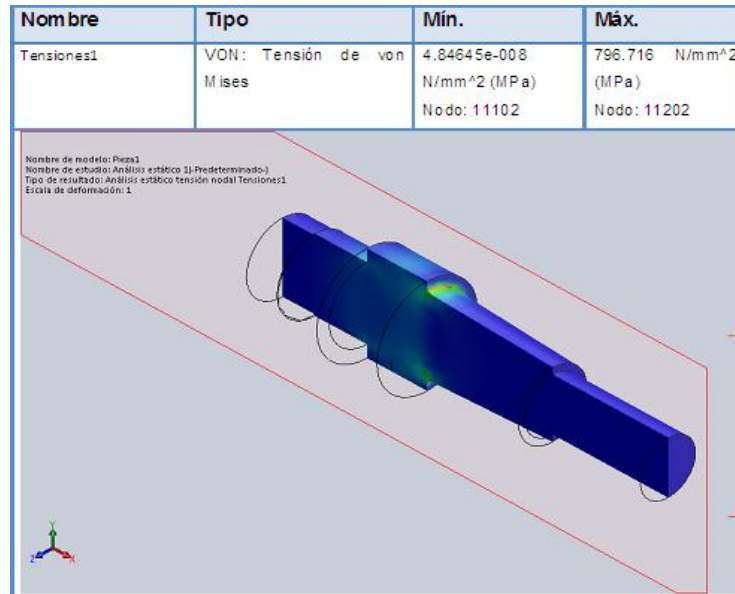 Nombre Tipo Mín. Máx.
Tensiones1 VON: Tensión de von 4.84645e-008 796.716 N/mm^2
Mises N/mm^2 (MPa) (MPa)
Nodo: 11102 Nodo: 11202
Nombre de modelo: Pieza1
Nombre de estudio: Análisis estático 1(-Predeterminado-)
Tipo de resultado: Análisis estático tensión nodal Tensiones1
Escala de deformación: 1
Y
Z X